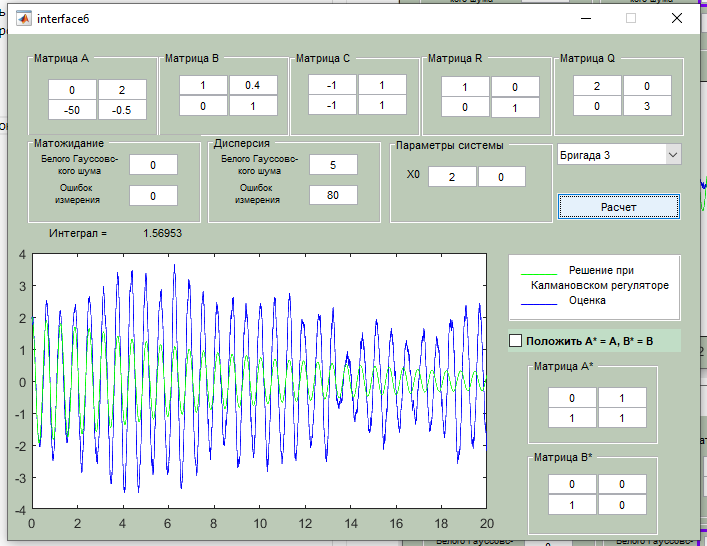 interface6
Матрица A
0 2
-50 -0.5
Матрица B
1 0.4
0 1
Матрица C
-1 1
-1 1
Матрица R
1 0
0 1
Матрица Q
2 0
0 3
Матожидание
Белого Гауссовс-
кого шума
0
Ошибок
измерения
0
Дисперсия
Белого Гауссовс-
кого шума
5
Ошибок
измерения
80
Параметры системы
X0 2 0
Бригада 3
Расчет
Интеграл = 1.56953
4
3
2
1
0
-1
-2
-3
-4
0 2 4 6 8 10 12 14 16 18 20
Решение при
Калмановском регуляторе
Оценка
Положить A* = A, B* = B
Матрица A*
0 1
1 1
Матрица B*
0 0
1 0